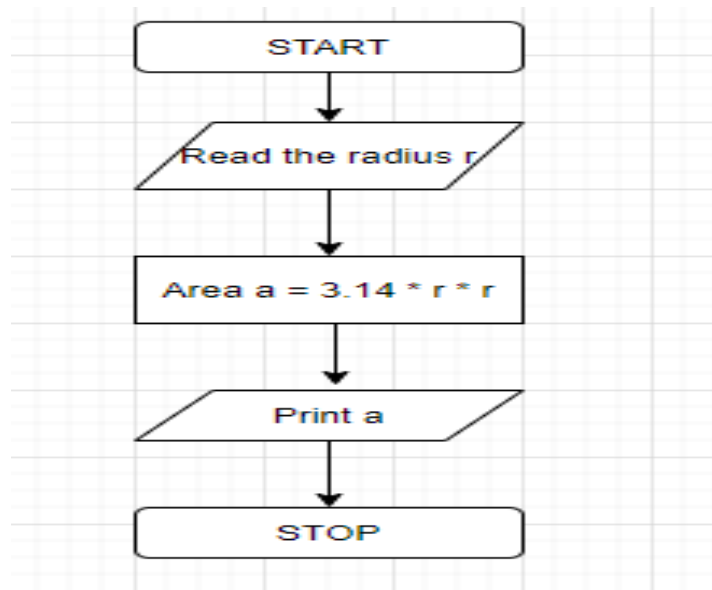 START
Read the radius r
Area a = 3.14 * r * r
Print a
STOP